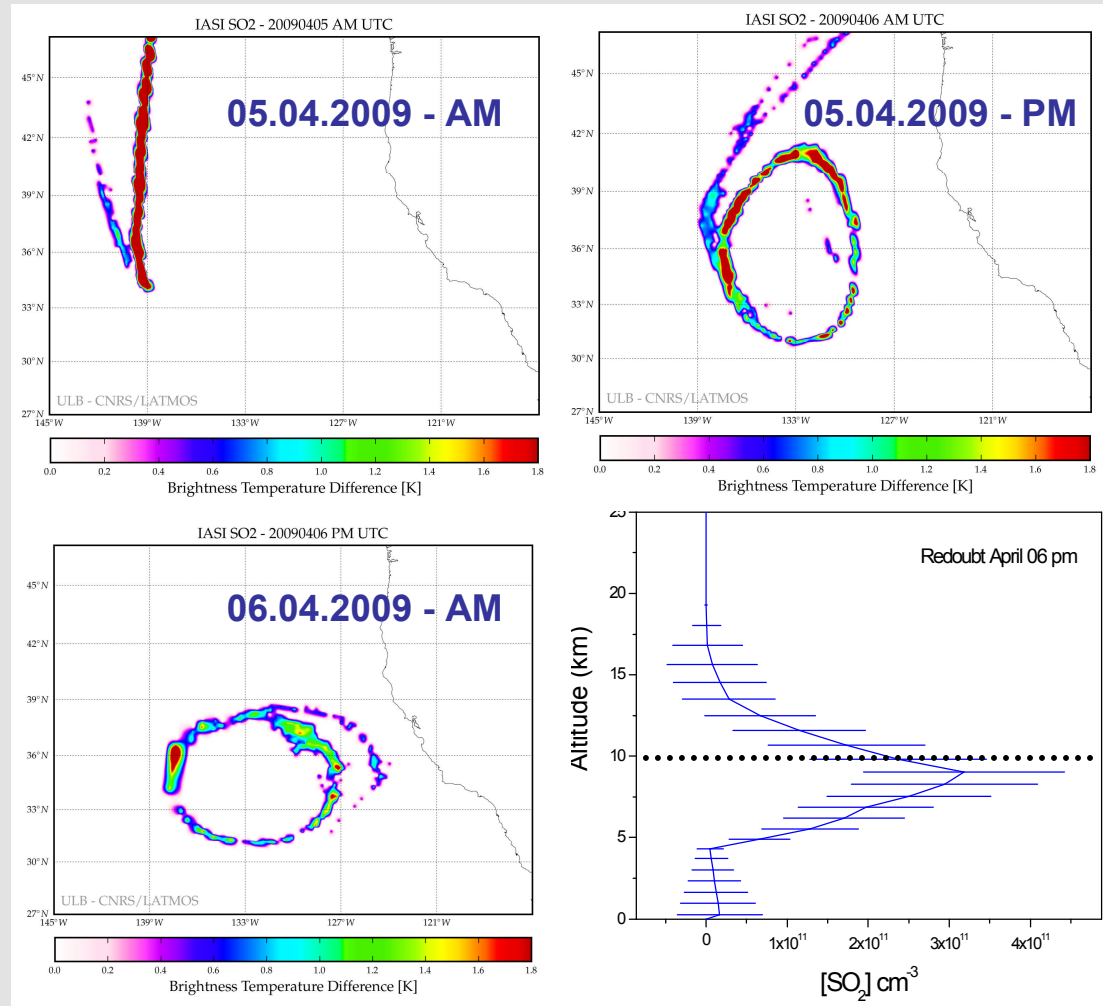 IASI SO2 - 20090405 AM UTC
05.04.2009 - AM
45°N
42°N
39°N
36°N
33°N
30°N
27°N
ULB - CNRS/LATMOS
145°W 139°W 133°W 127°W 121°W
0.0 0.2 0.4 0.6 0.8 1.0 1.2 1.4 1.6 1.8
Brightness Temperature Difference [K]
IASI SO2 - 20090406 AM UTC
05.04.2009 - PM
45°N
42°N
39°N
36°N
33°N
30°N
27°N
ULB - CNRS/LATMOS
145°W 139°W 133°W 127°W 121°W
0.0 0.2 0.4 0.6 0.8 1.0 1.2 1.4 1.6 1.8
Brightness Temperature Difference [K]
IASI SO2 - 20090406 PM UTC
06.04.2009 - AM
45°N
42°N
39°N
36°N
33°N
30°N
27°N
ULB - CNRS/LATMOS
145°W 139°W 133°W 127°W 121°W
0.0 0.2 0.4 0.6 0.8 1.0 1.2 1.4 1.6 1.8
Brightness Temperature Difference [K]
25
Redoubt April 06 pm
20
15
Altitude (km)
10
5
0
0 1x10¹¹ 2x10¹¹ 3x10¹¹ 4x10¹¹
[SO₂] cm⁻³